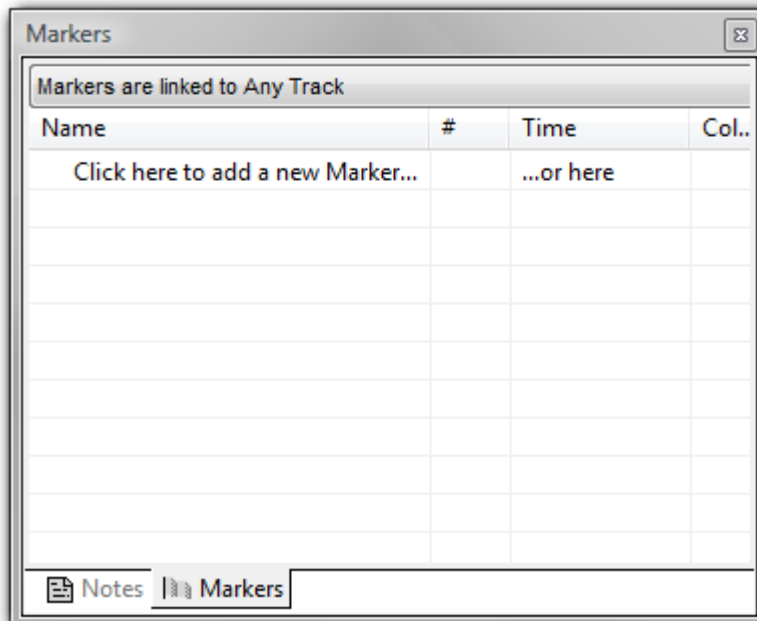 Markers
Markers are linked to Any Track
Name # Time Col..
Click here to add a new Marker... ...or here
Notes Markers